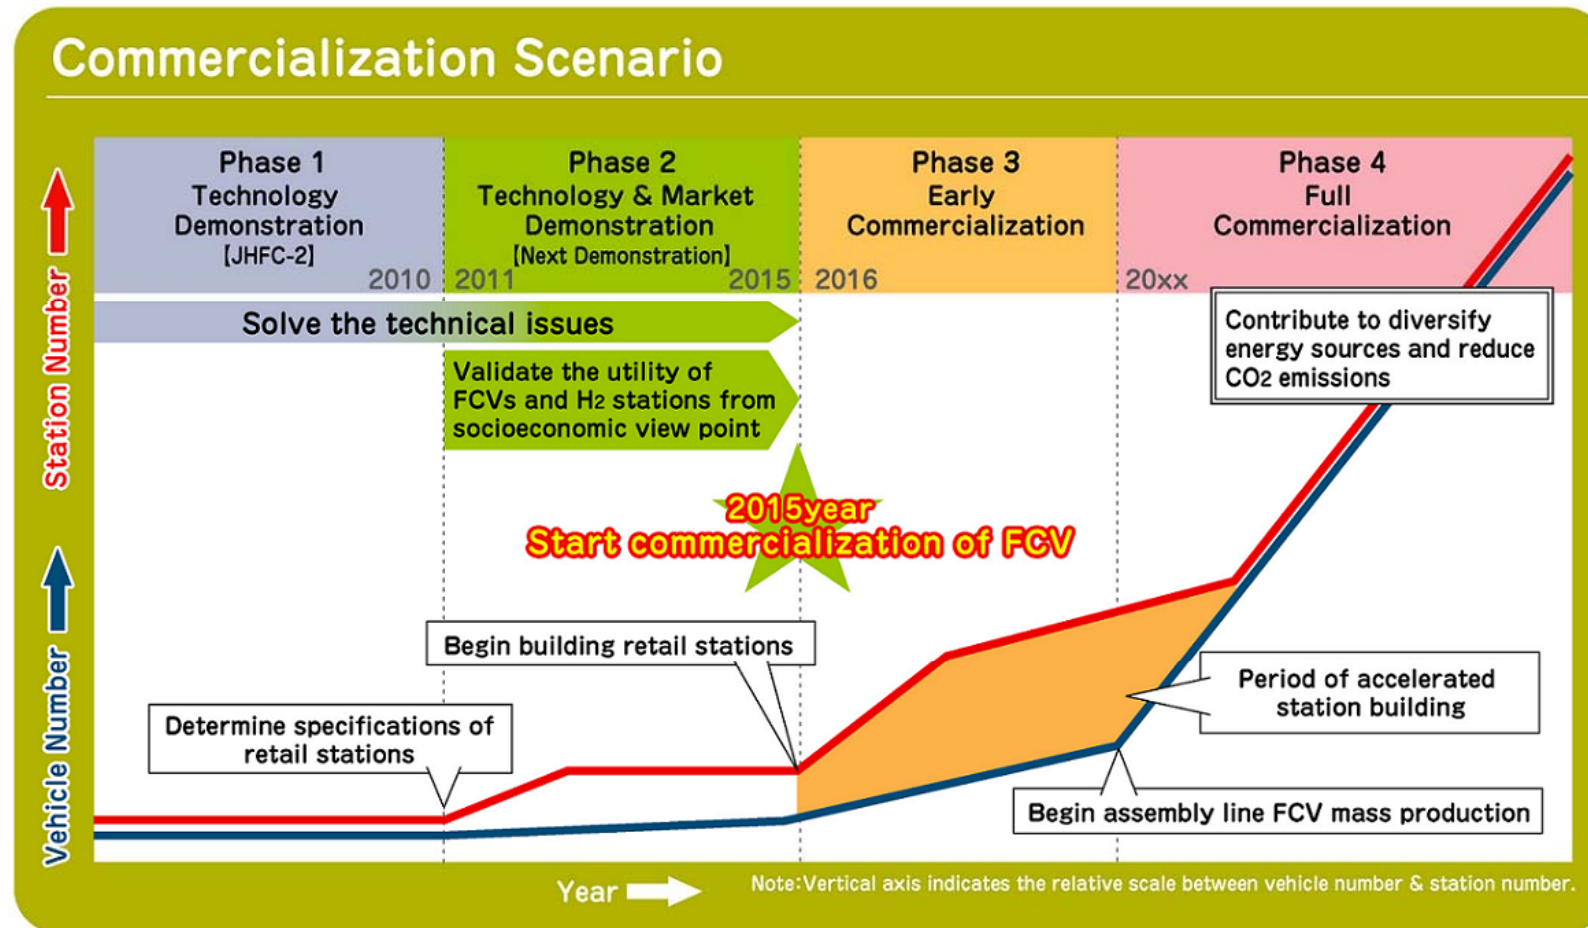 Commercialization Scenario
Phase 1
Technology
Demonstration
【JHFC-2】
2010
Phase 2
Technology & Market
Demonstration
【Next Demonstration】
2011
2015
Phase 3
Early
Commercialization
2016
Phase 4
Full
Commercialization
20xx
Solve the technical issues
Validate the utility of
FCVs and H2 stations from
socioeconomic view point
Contribute to diversify
energy sources and reduce
CO2 emissions
2015year
Start commercialization of FCV
Begin building retail stations
Determine specifications of
retail stations
Period of accelerated
station building
Begin assembly line FCV mass production
Station Number
Vehicle Number
Year
Note:Vertical axis indicates the relative scale between vehicle number & station number.